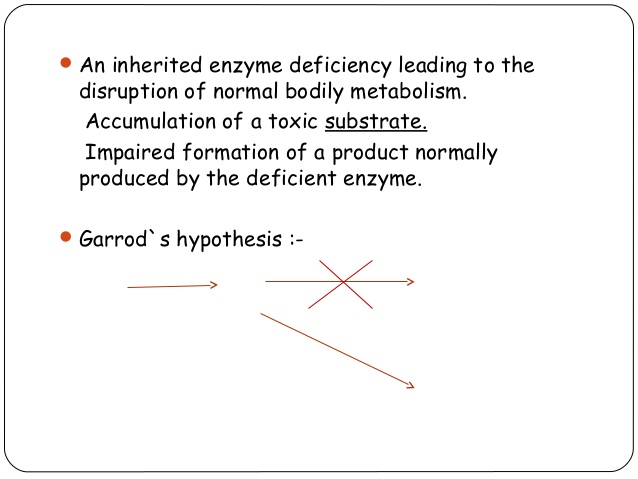 An inherited enzyme deficiency leading to the
disruption of normal bodily metabolism.
Accumulation of a toxic substrate.
Impaired formation of a product normally
produced by the deficient enzyme.
Garrod`s hypothesis :-